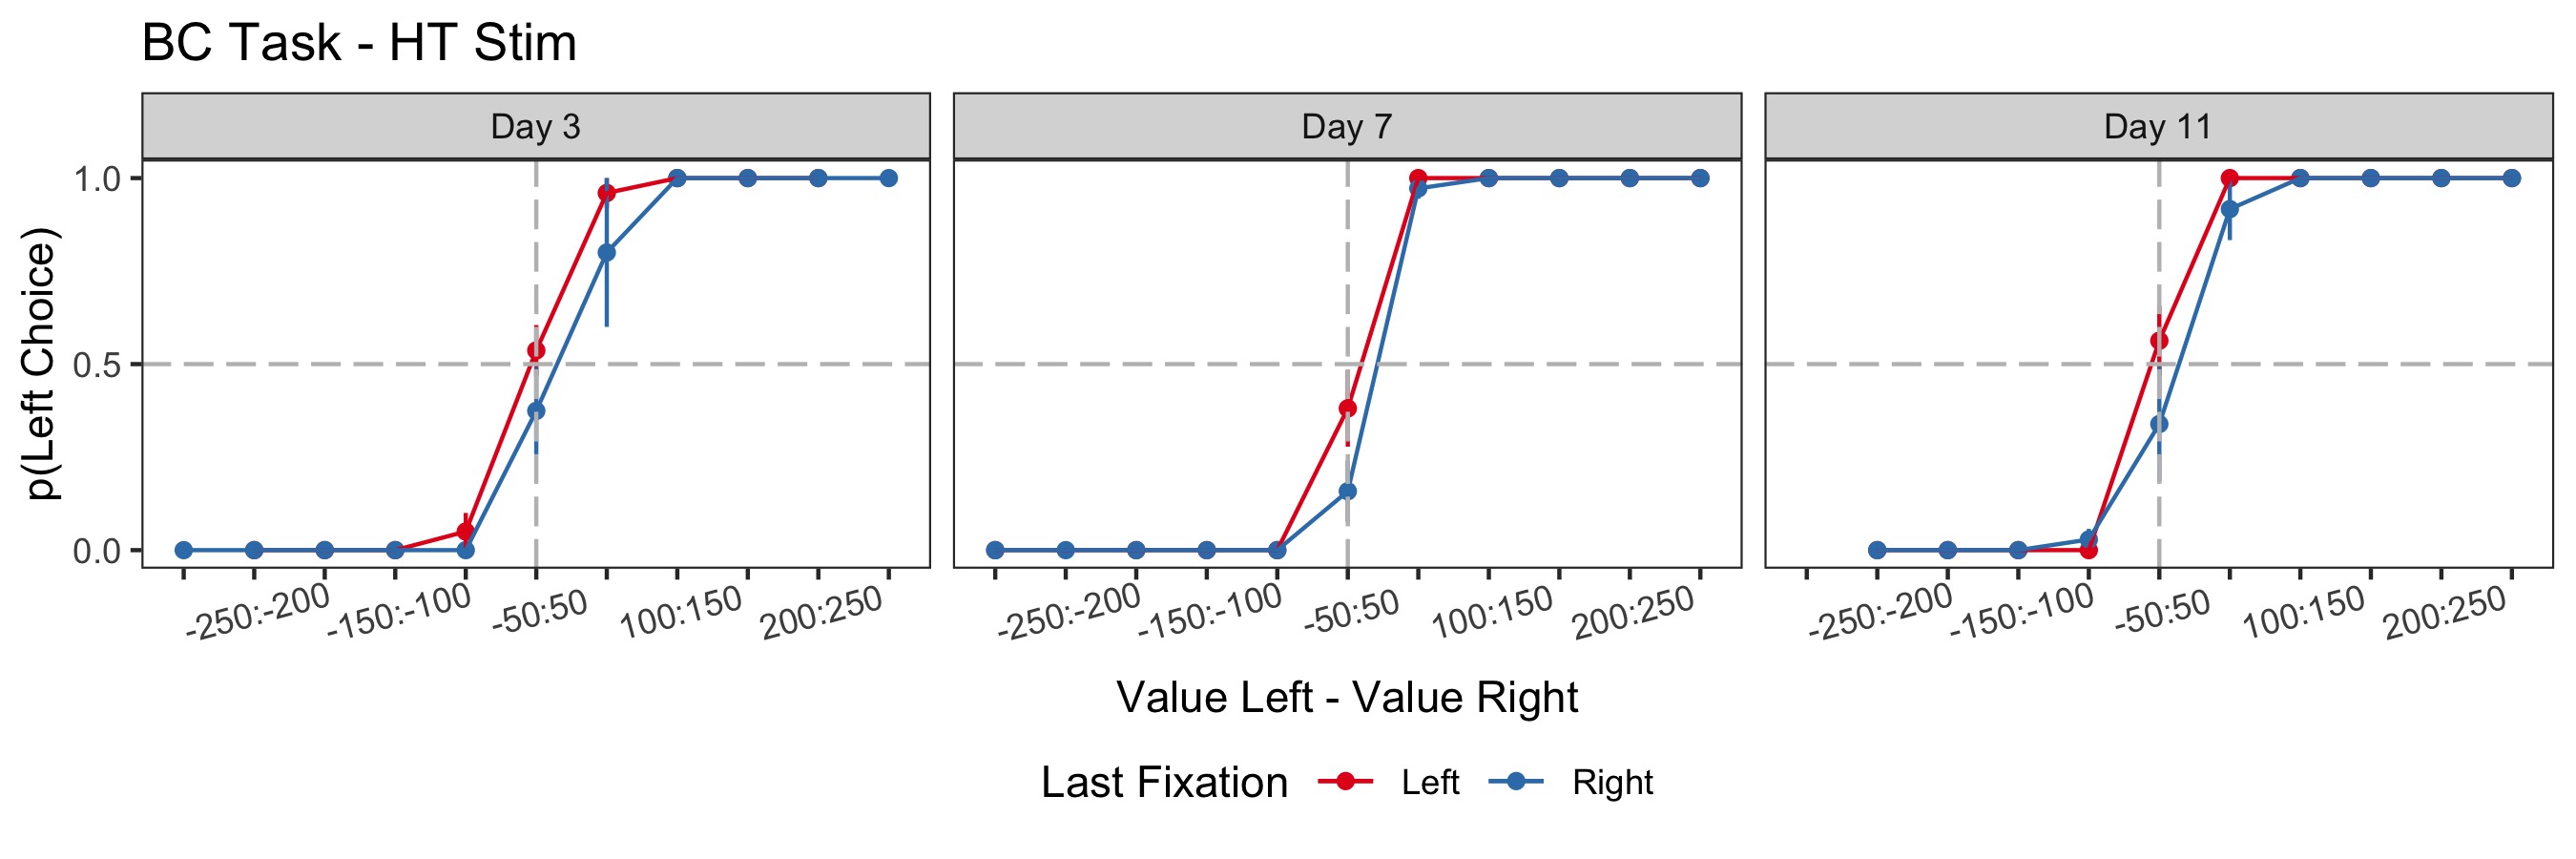 BC Task - HT Stim
Day 3 Day 7 Day 11
p(Left Choice)
1.0
0.5
0.0
-250:-200 -150:-100 -50:50 100:150 200:250 -250:-200 -150:-100 -50:50 100:150 200:250 -250:-200 -150:-100 -50:50 100:150 200:250
Value Left - Value Right
Last Fixation Left Right